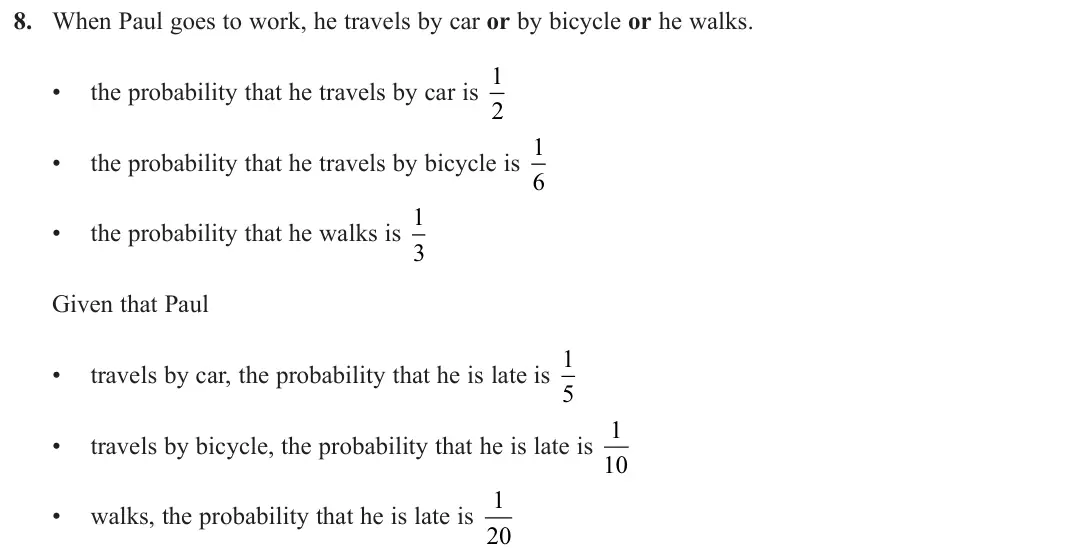 8. When Paul goes to work, he travels by car or by bicycle or he walks.
• the probability that he travels by car is 1/2
• the probability that he travels by bicycle is 1/6
• the probability that he walks is 1/3
Given that Paul
• travels by car, the probability that he is late is 1/5
• travels by bicycle, the probability that he is late is 1/10
• walks, the probability that he is late is 1/20